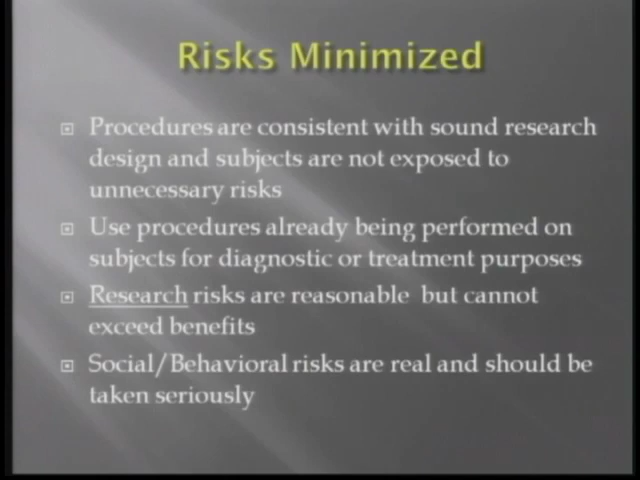 Risks Minimized
Procedures are consistent with sound research
design and subjects are not exposed to
unnecessary risks
Use procedures already being performed on
subjects for diagnostic or treatment purposes
Research risks are reasonable but cannot
exceed benefits
Social/Behavioral risks are real and should be
taken seriously